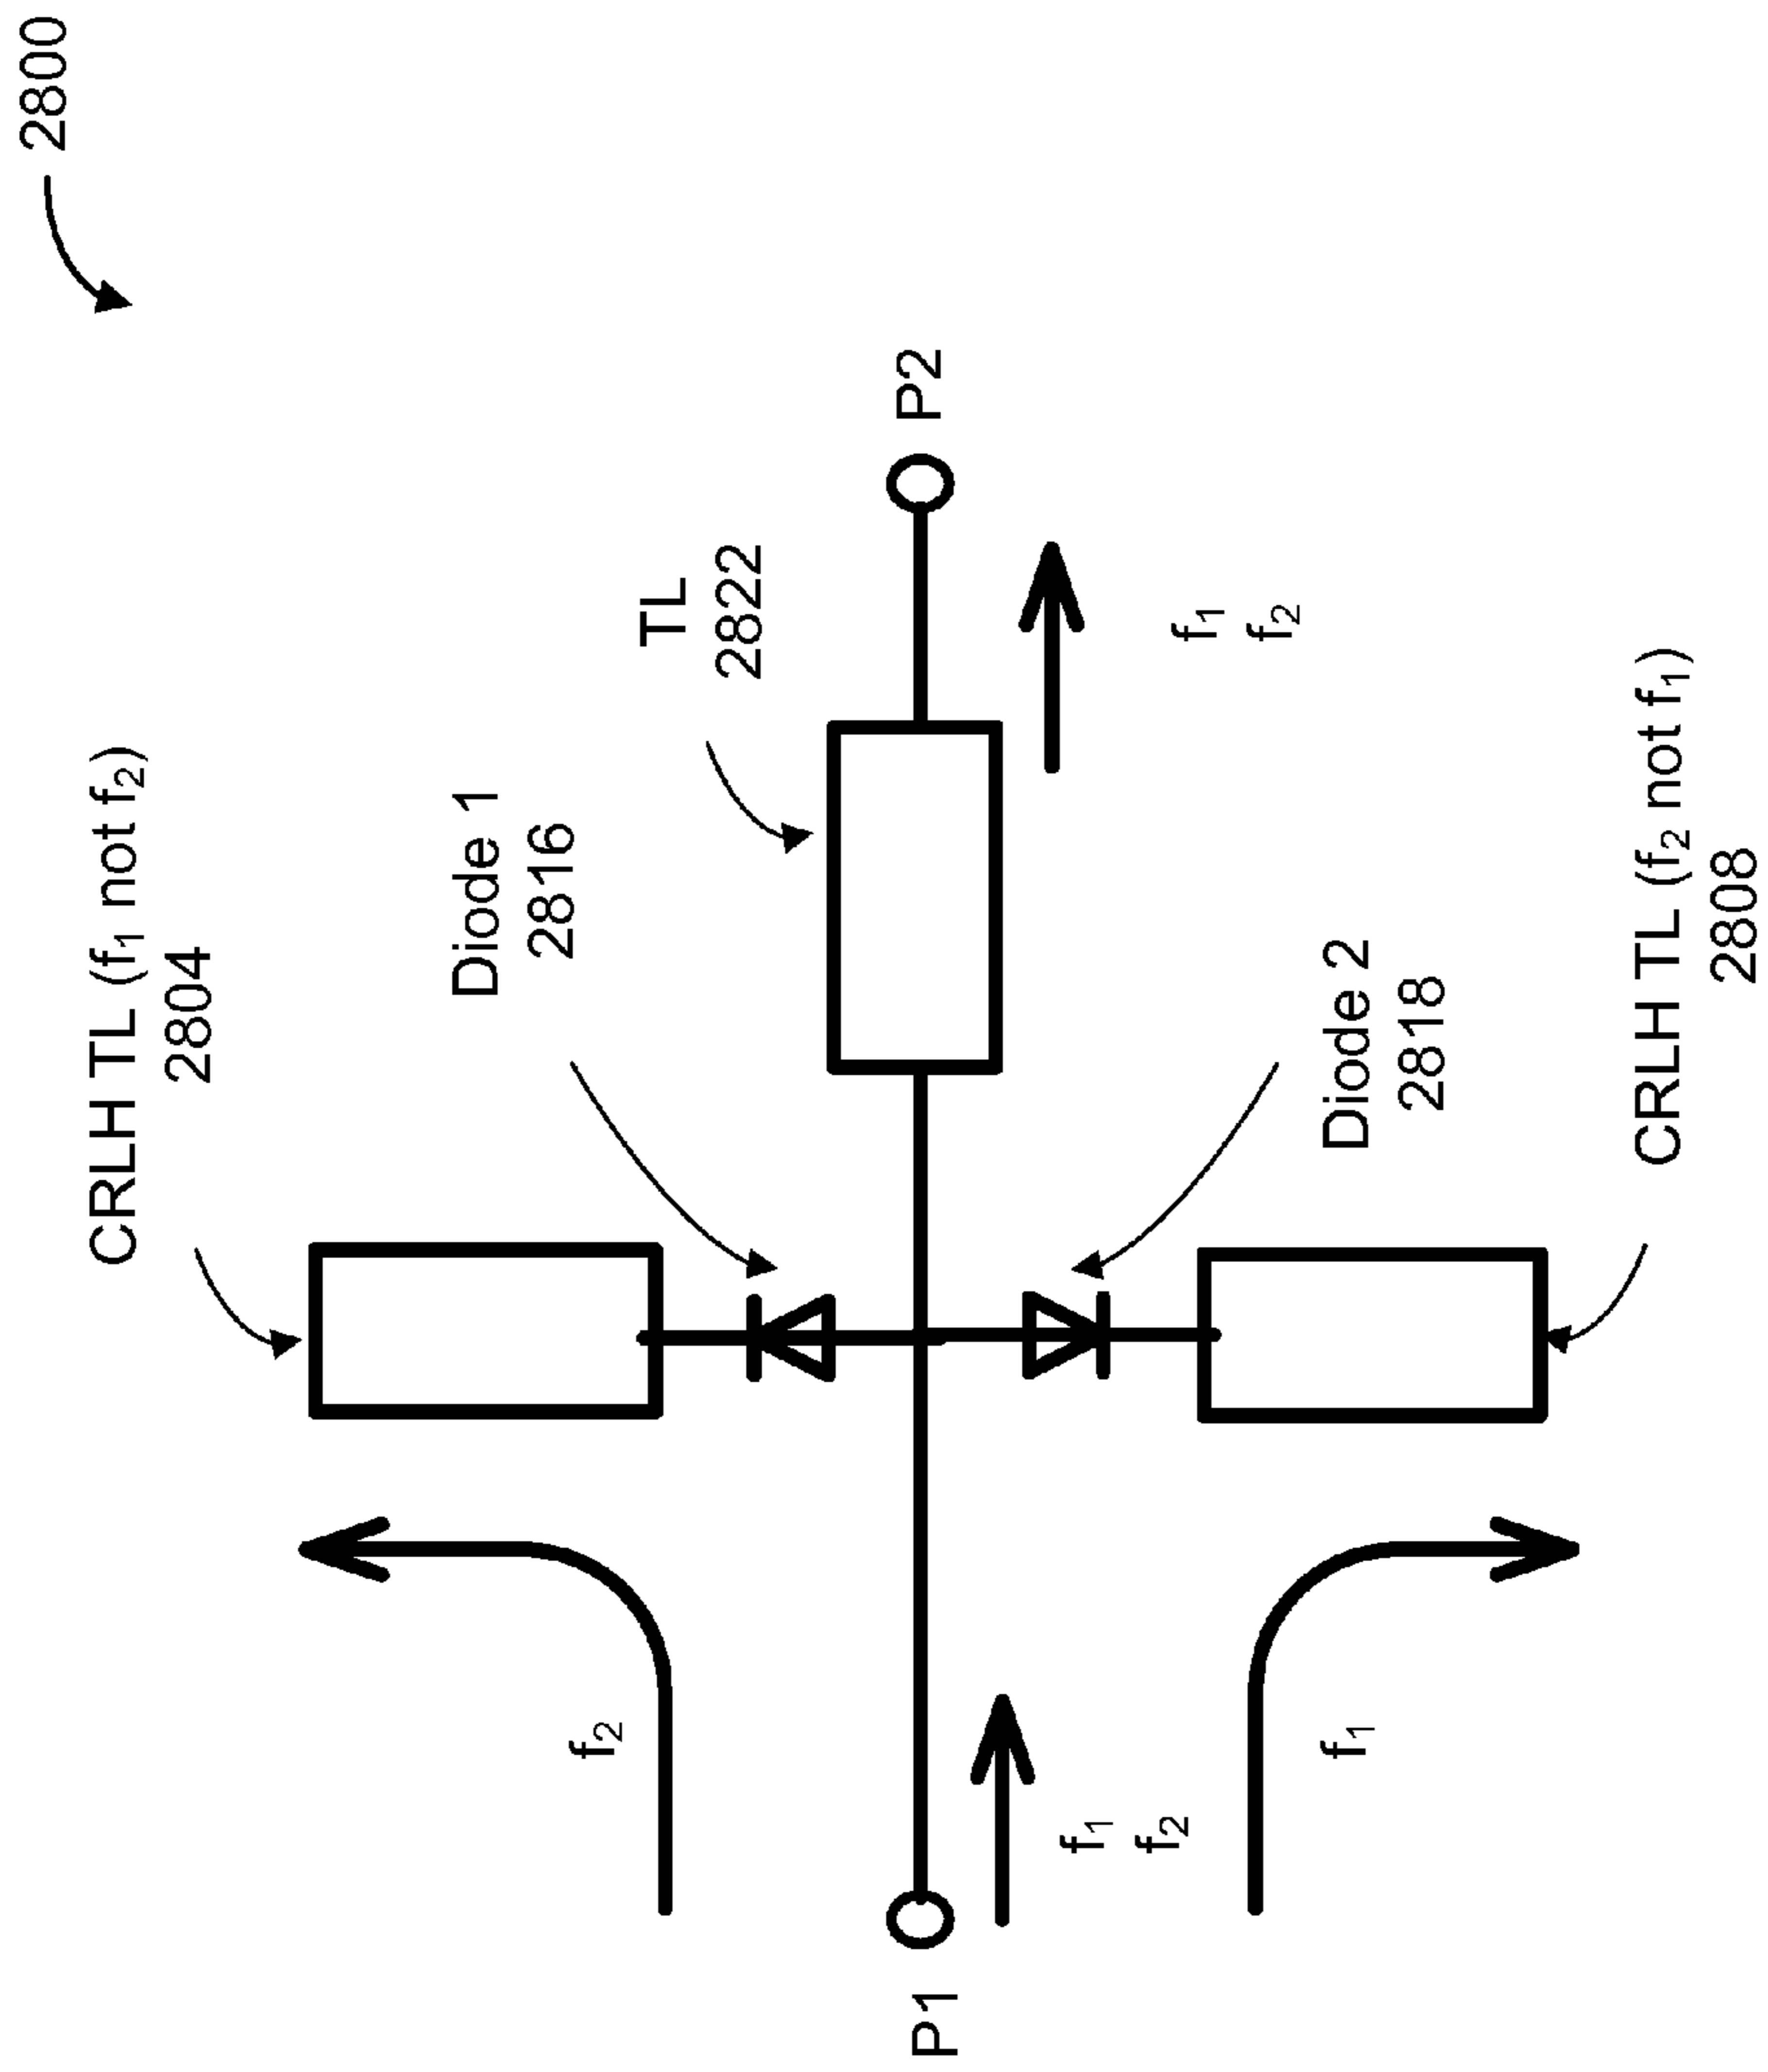 2800
CRLH TL (f₁ not f₂)
2804
Diode 1
2816
f₂
TL
2822
P1
P2
f₁
f₂
f₁
f₂
f₁
Diode 2
2818
CRLH TL (f₂ not f₁)
2808